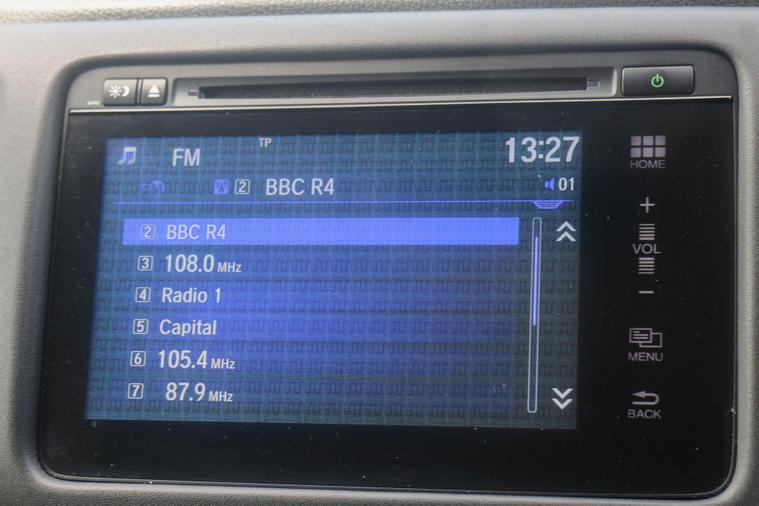 TP
FM 13:27
FM 2 BBC R4 01
2 BBC R4
3 108.0 MHz
4 Radio 1
5 Capital
6 105.4 MHz
7 87.9 MHz
HOME
+
VOL
−
MENU
BACK